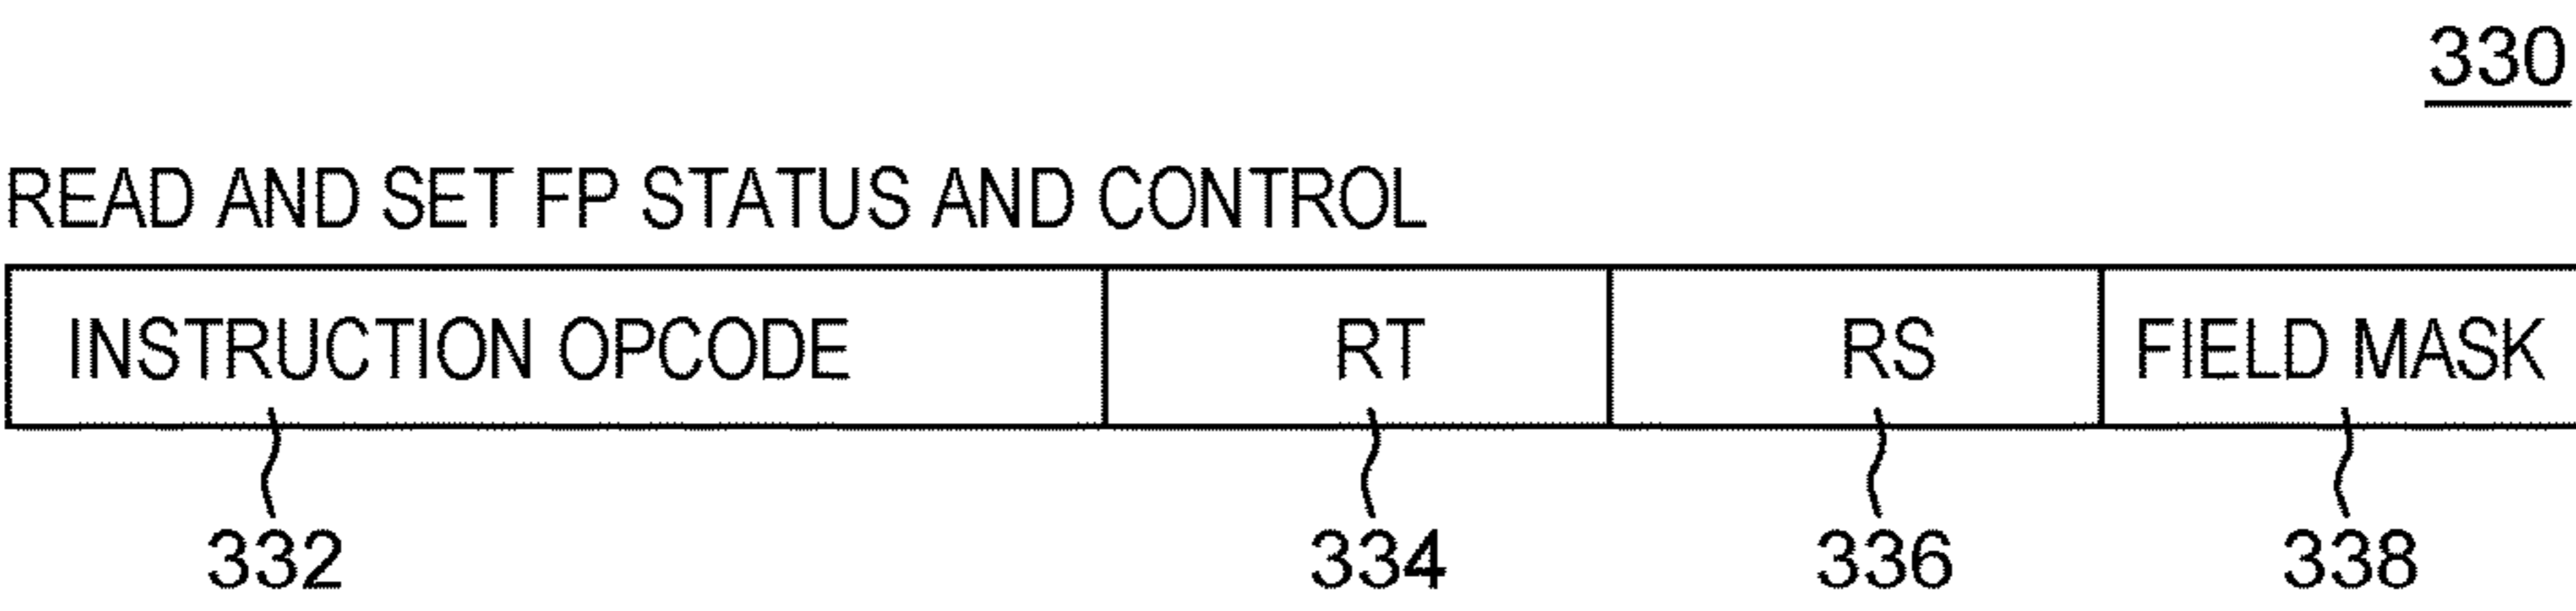 330
READ AND SET FP STATUS AND CONTROL
INSTRUCTION OPCODE RT RS FIELD MASK
332 334 336 338